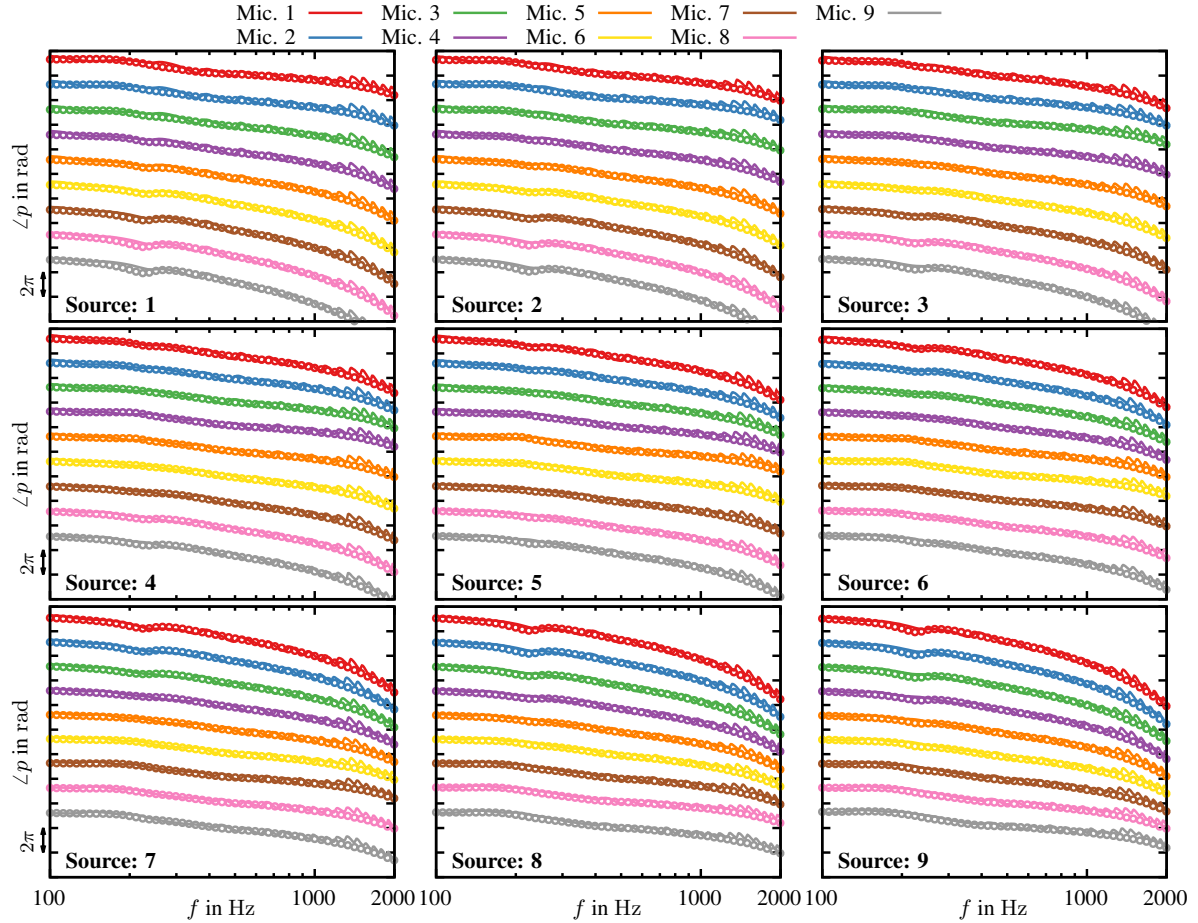 Mic. 1 Mic. 3 Mic. 5 Mic. 7 Mic. 9
Mic. 2 Mic. 4 Mic. 6 Mic. 8
∠p in rad
2π
Source: 1
Source: 2
Source: 3
∠p in rad
2π
Source: 4
Source: 5
Source: 6
∠p in rad
2π
Source: 7
Source: 8
Source: 9
100 1000 2000 100 1000 2000 100 1000 2000
f in Hz f in Hz f in Hz